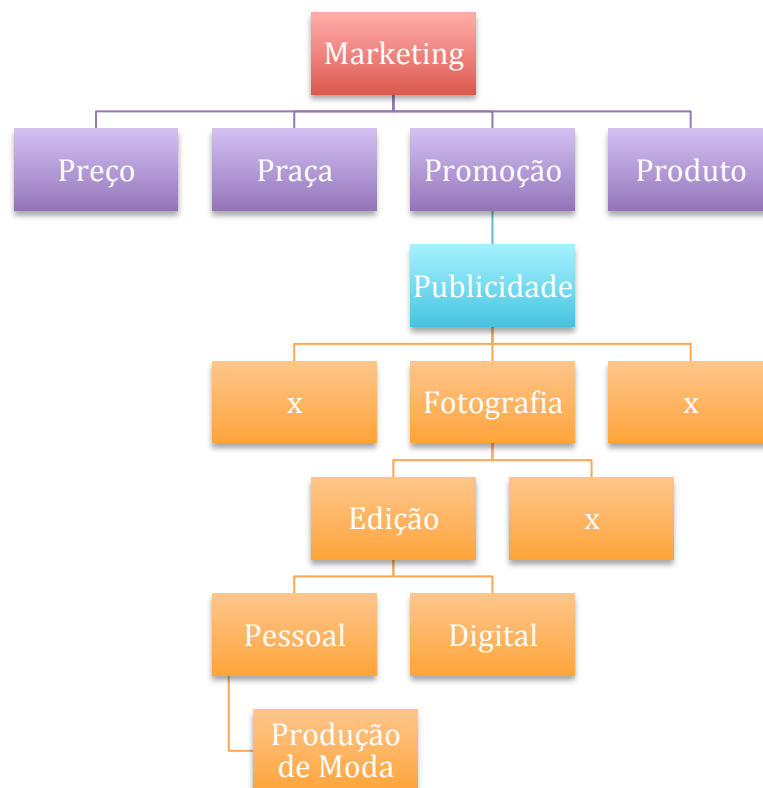 Marketing
Preço
Praça
Promoção
Produto
Publicidade
x
Fotografia
x
Edição
x
Pessoal
Digital
Produção
de Moda